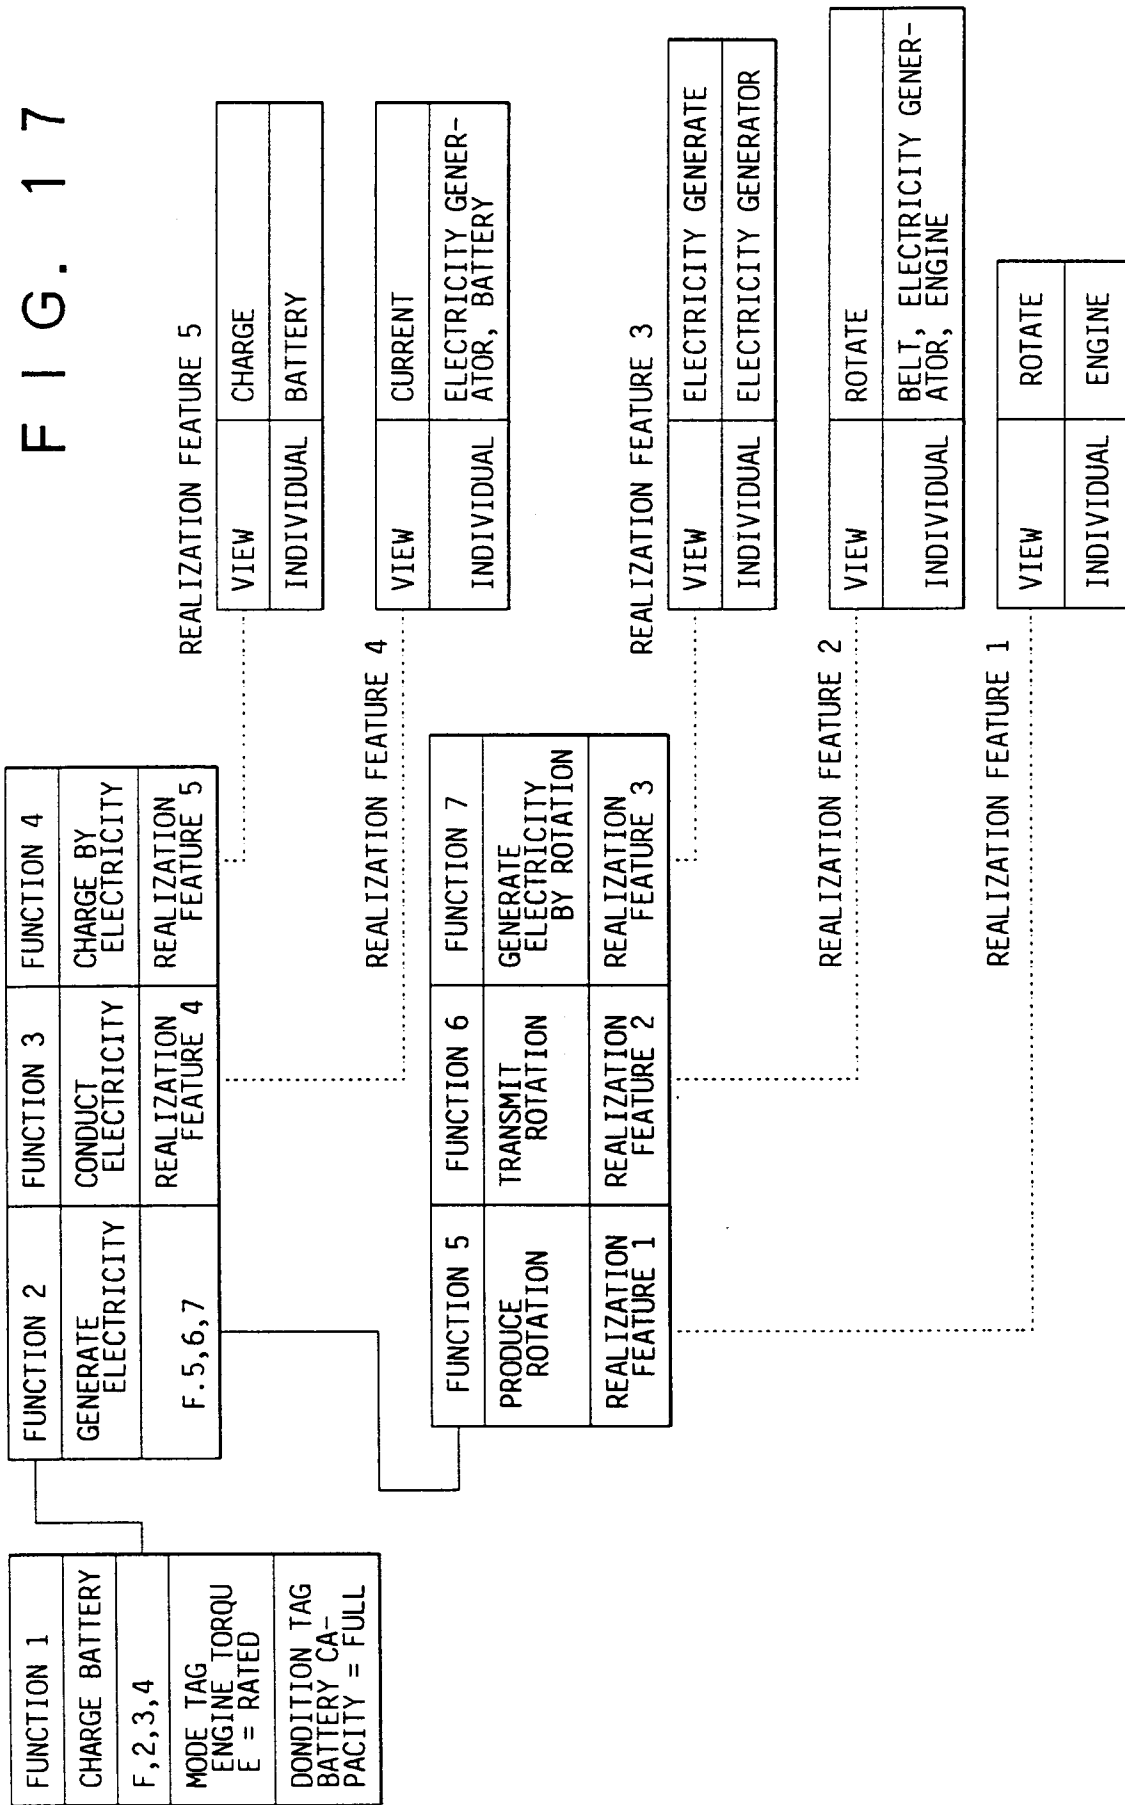 F I G. 1 7
FUNCTION 1
CHARGE BATTERY
F,2,3,4
MODE TAG
ENGINE TORQU
E = RATED
DONDITION TAG
BATTERY CA-
PACITY = FULL
FUNCTION 2
GENERATE
ELECTRICITY
F.5,6,7
FUNCTION 3
CONDUCT
ELECTRICITY
REALIZATION
FEATURE 4
FUNCTION 4
CHARGE BY
ELECTRICITY
REALIZATION
FEATURE 5
FUNCTION 5
PRODUCE
ROTATION
REALIZATION
FEATURE 1
FUNCTION 6
TRANSMIT
ROTATION
REALIZATION
FEATURE 2
FUNCTION 7
GENERATE
ELECTRICITY
BY ROTATION
REALIZATION
FEATURE 3
REALIZATION FEATURE 5
VIEW CHARGE
INDIVIDUAL BATTERY
REALIZATION FEATURE 4
VIEW CURRENT
INDIVIDUAL ELECTRICITY GENER-
ATOR, BATTERY
REALIZATION FEATURE 3
VIEW ELECTRICITY GENERATE
INDIVIDUAL ELECTRICITY GENERATOR
REALIZATION FEATURE 2
VIEW ROTATE
INDIVIDUAL BELT, ELECTRICITY GENER-
ATOR, ENGINE
REALIZATION FEATURE 1
VIEW ROTATE
INDIVIDUAL ENGINE